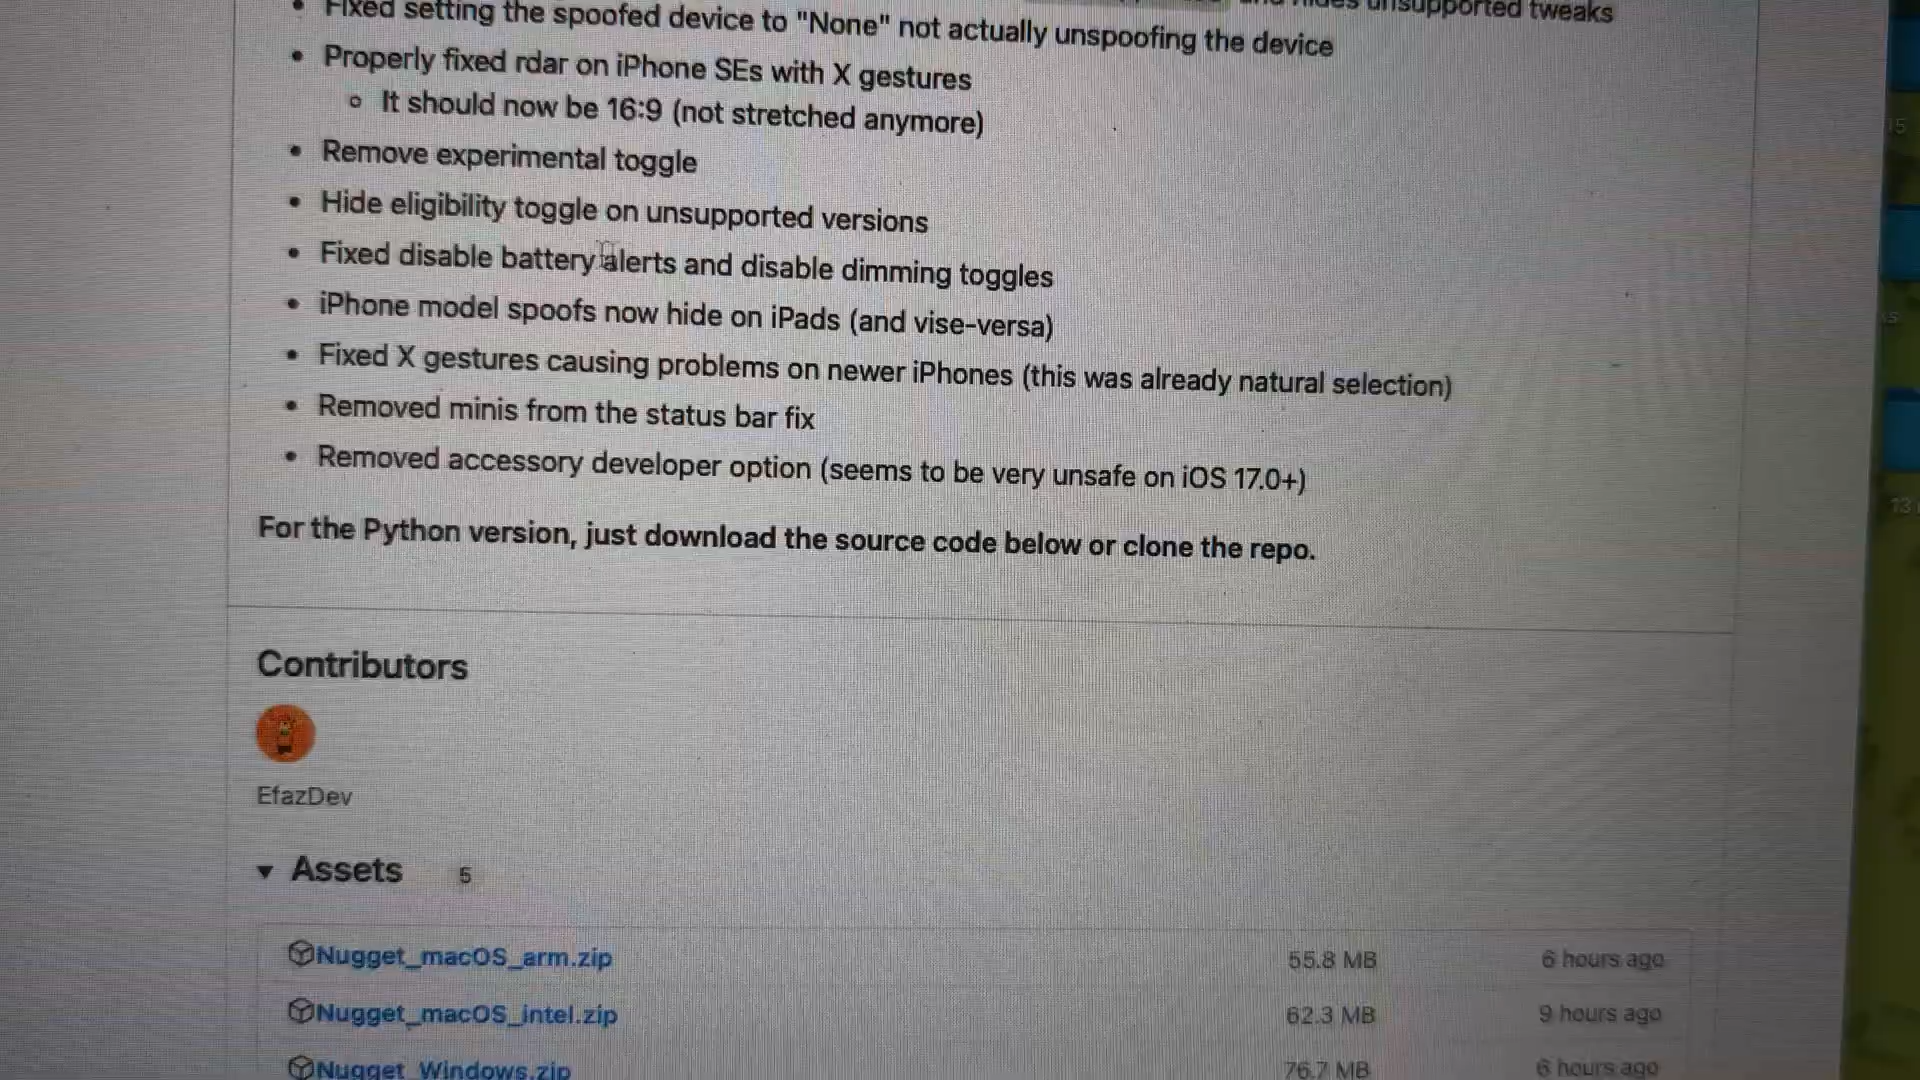 Fixed setting the spoofed device to "None" not actually unspoofing the device
unsupported tweaks
• Properly fixed rdar on iPhone SEs with X gestures
○ It should now be 16:9 (not stretched anymore)
• Remove experimental toggle
• Hide eligibility toggle on unsupported versions
• Fixed disable battery alerts and disable dimming toggles
• iPhone model spoofs now hide on iPads (and vise-versa)
• Fixed X gestures causing problems on newer iPhones (this was already natural selection)
• Removed minis from the status bar fix
• Removed accessory developer option (seems to be very unsafe on iOS 17.0+)
For the Python version, just download the source code below or clone the repo.
Contributors
EfazDev
▼ Assets 5
Nugget_macOS_arm.zip 55.8 MB 6 hours ago
Nugget_macOS_intel.zip 62.3 MB 9 hours ago
Nugget_Windows.zip 76.7 MB 6 hours ago